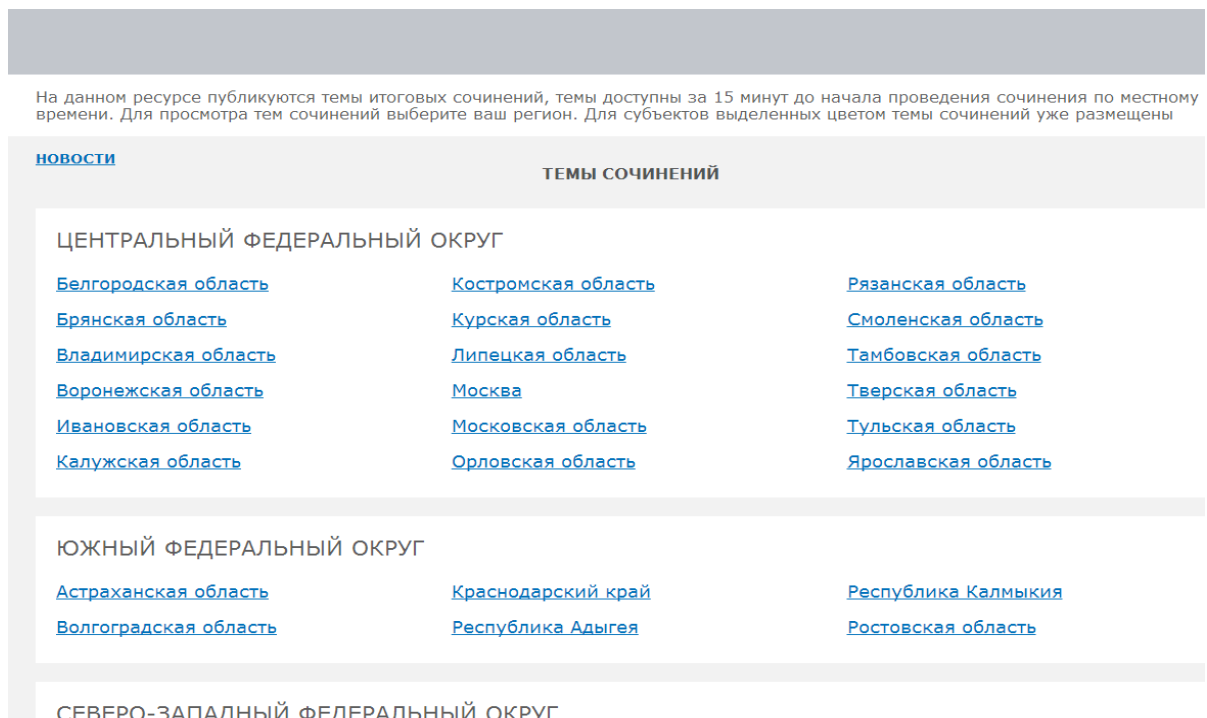 На данном ресурсе публикуются темы итоговых сочинений, темы доступны за 15 минут до начала проведения сочинения по местному
времени. Для просмотра тем сочинений выберите ваш регион. Для субъектов выделенных цветом темы сочинений уже размещены
НОВОСТИ
ТЕМЫ СОЧИНЕНИЙ
ЦЕНТРАЛЬНЫЙ ФЕДЕРАЛЬНЫЙ ОКРУГ
Белгородская область Костромская область Рязанская область
Брянская область Курская область Смоленская область
Владимирская область Липецкая область Тамбовская область
Воронежская область Москва Тверская область
Ивановская область Московская область Тульская область
Калужская область Орловская область Ярославская область
ЮЖНЫЙ ФЕДЕРАЛЬНЫЙ ОКРУГ
Астраханская область Краснодарский край Республика Калмыкия
Волгоградская область Республика Адыгея Ростовская область
СЕВЕРО-ЗАПАДНЫЙ ФЕДЕРАЛЬНЫЙ ОКРУГ